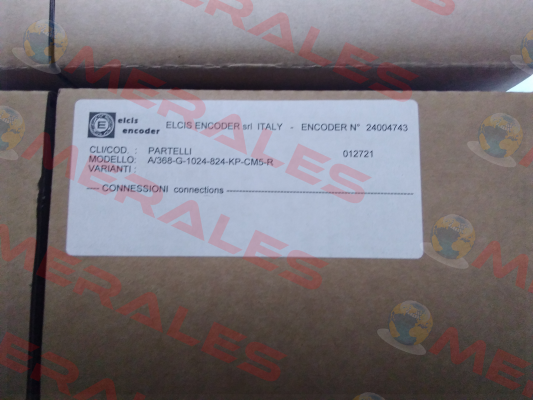 elcis
encoder
ELCIS ENCODER srl ITALY - ENCODER N° 24004743
CLI/COD. : PARTELLI 012721
MODELLO: A/368-G-1024-824-KP-CM5-R
VARIANTI :
---- CONNESSIONI connections ----
MERALES
MERALES
MERALES
MERALES